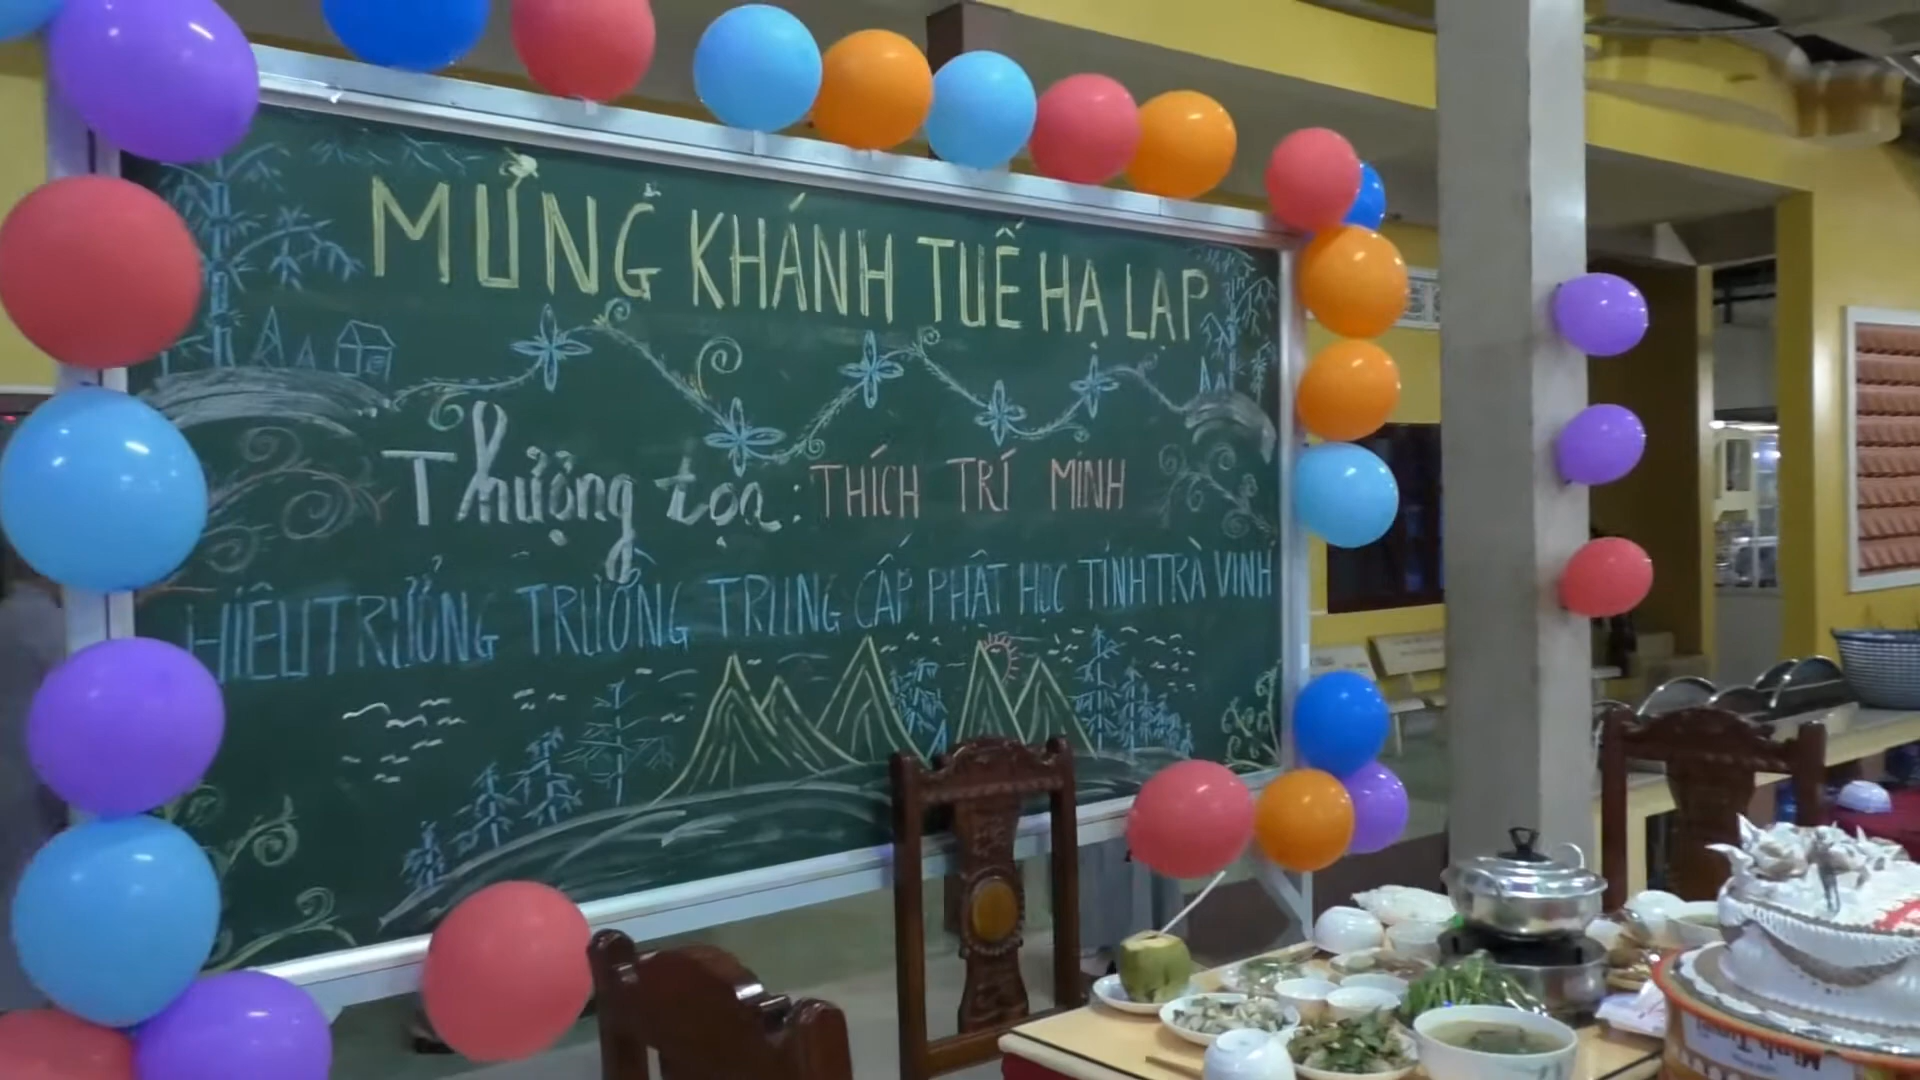 MỪNG KHÁNH TUẾ HẠ LẠP
Thượng tọa: THÍCH TRÍ MINH
HIỆU TRƯỞNG TRƯỜNG TRUNG CẤP PHẬT HỌC TỈNH TRÀ VINH